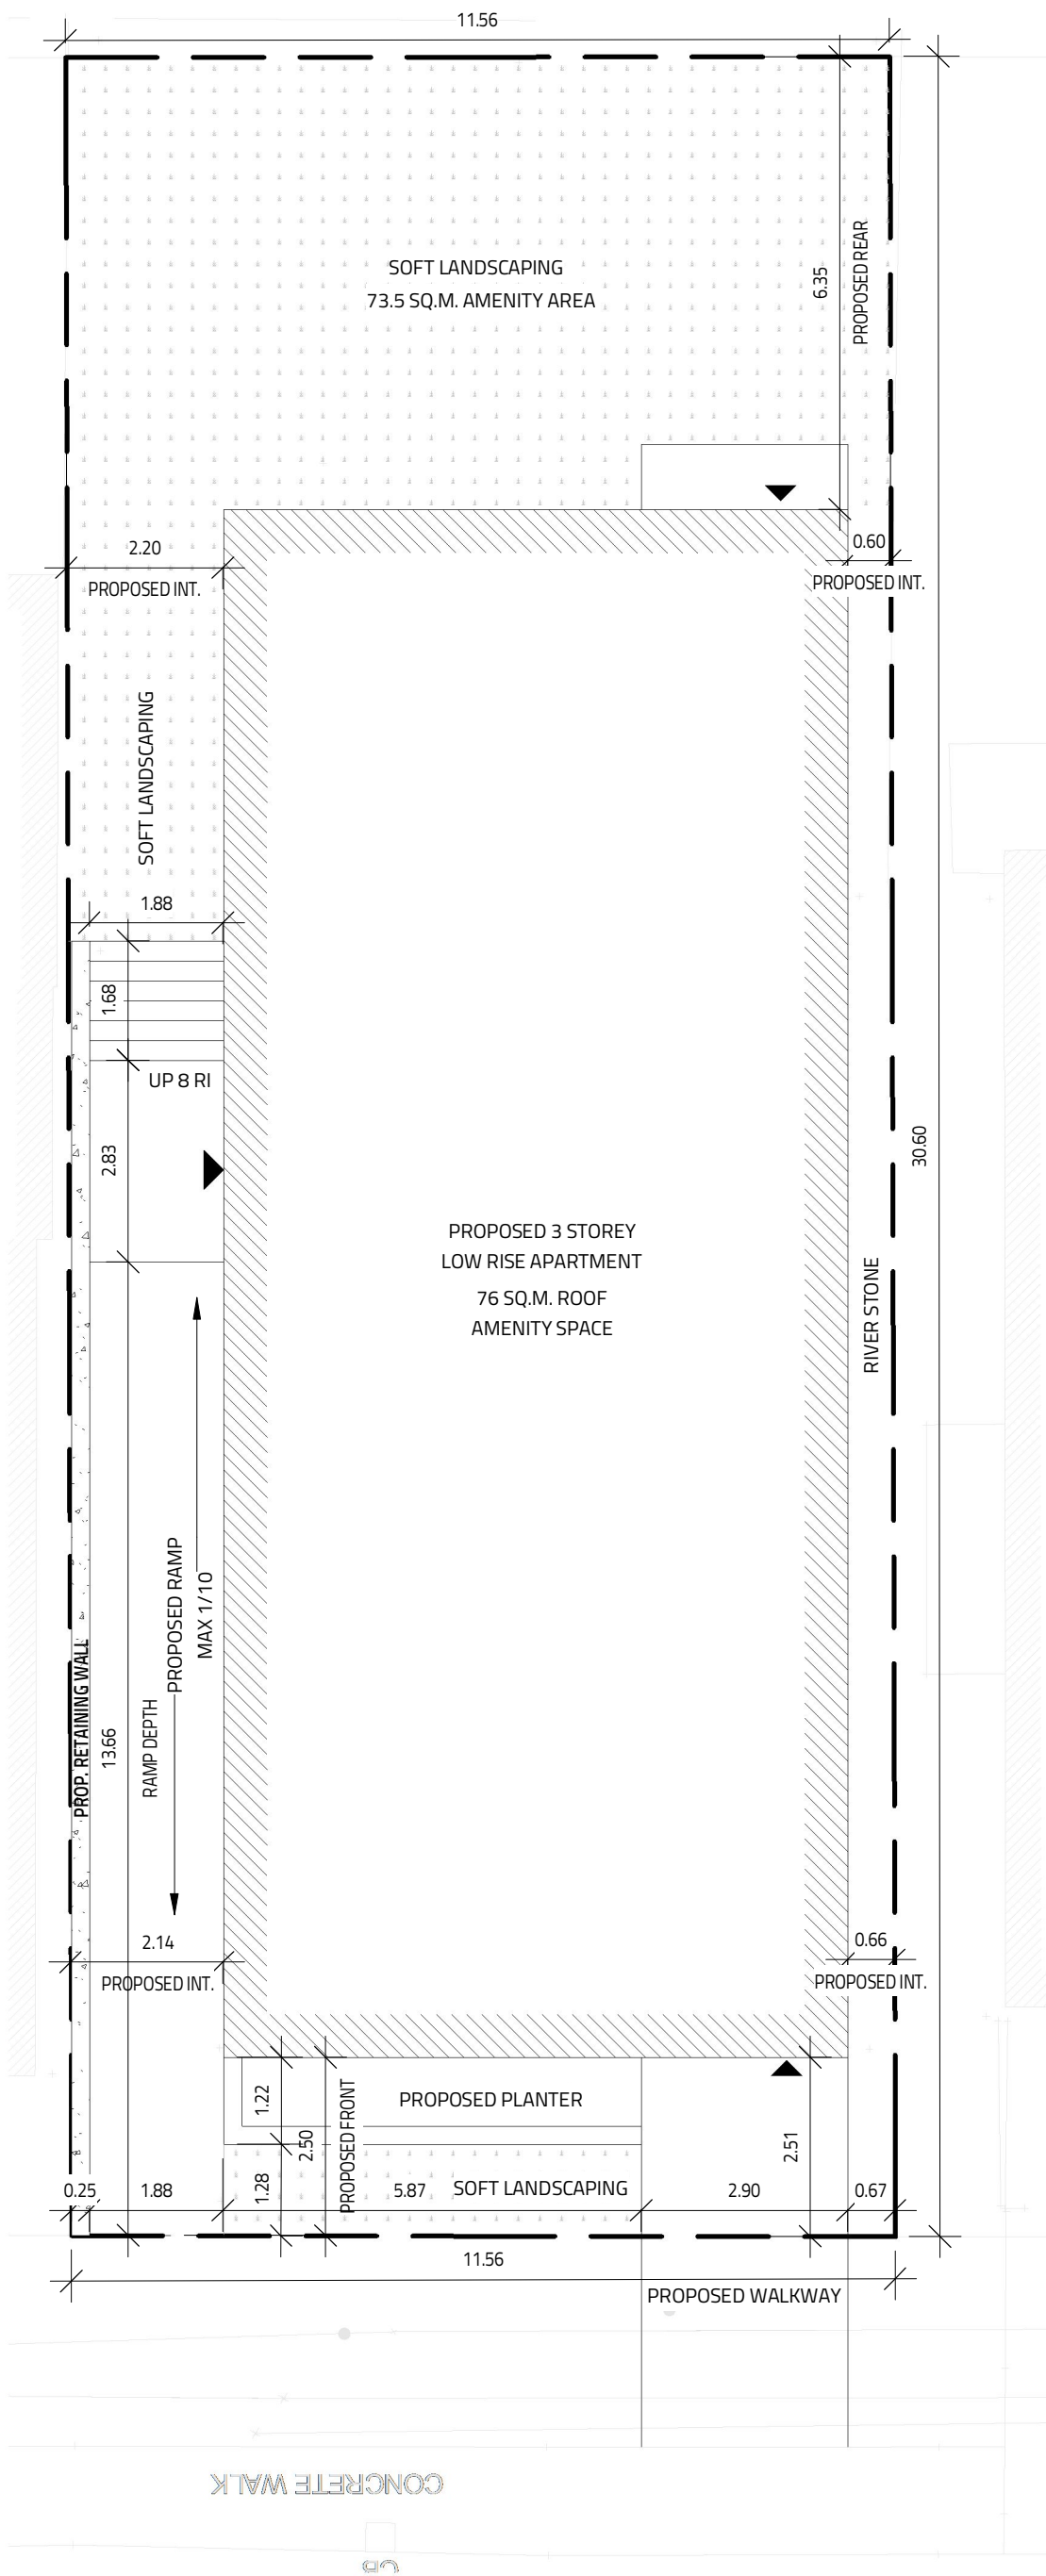 11.56
SOFT LANDSCAPING
73.5 SQ.M. AMENITY AREA
6.35
PROPOSED REAR
2.20
PROPOSED INT.
0.60
PROPOSED INT.
SOFT LANDSCAPING
1.88
1.68
UP 8 RI
2.83
30.60
PROPOSED 3 STOREY
LOW RISE APARTMENT
76 SQ.M. ROOF
AMENITY SPACE
RIVER STONE
PROPOSED RAMP
MAX 1/10
PROP. RETAINING WALL
13.66
RAMP DEPTH
2.14
PROPOSED INT.
0.66
PROPOSED INT.
1.22
PROPOSED PLANTER
2.50
PROPOSED FRONT
2.51
1.28
0.25
1.88
5.87
SOFT LANDSCAPING
2.90
0.67
11.56
PROPOSED WALKWAY
CONCRETE WALK
CB